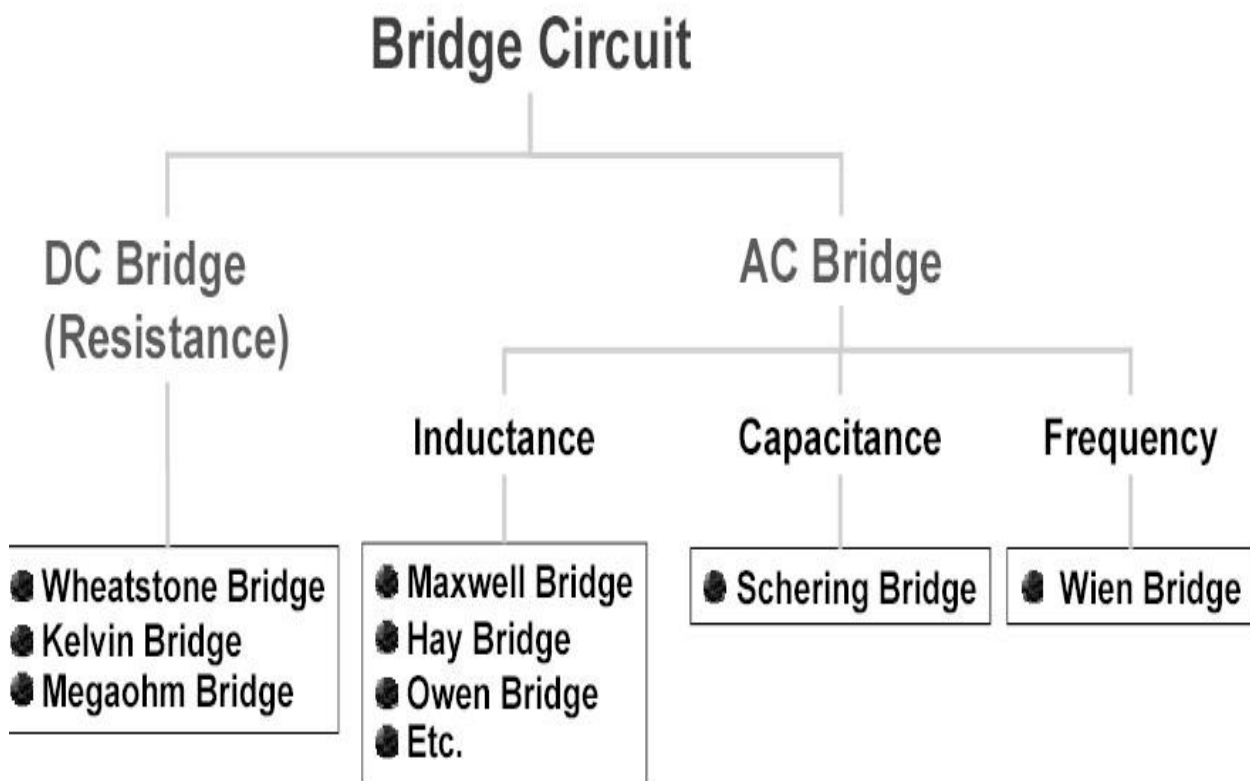 Bridge Circuit
DC Bridge
(Resistance)
AC Bridge
Inductance
Capacitance
Frequency
Wheatstone Bridge
Kelvin Bridge
Megaohm Bridge
Maxwell Bridge
Hay Bridge
Owen Bridge
Etc.
Schering Bridge
Wien Bridge